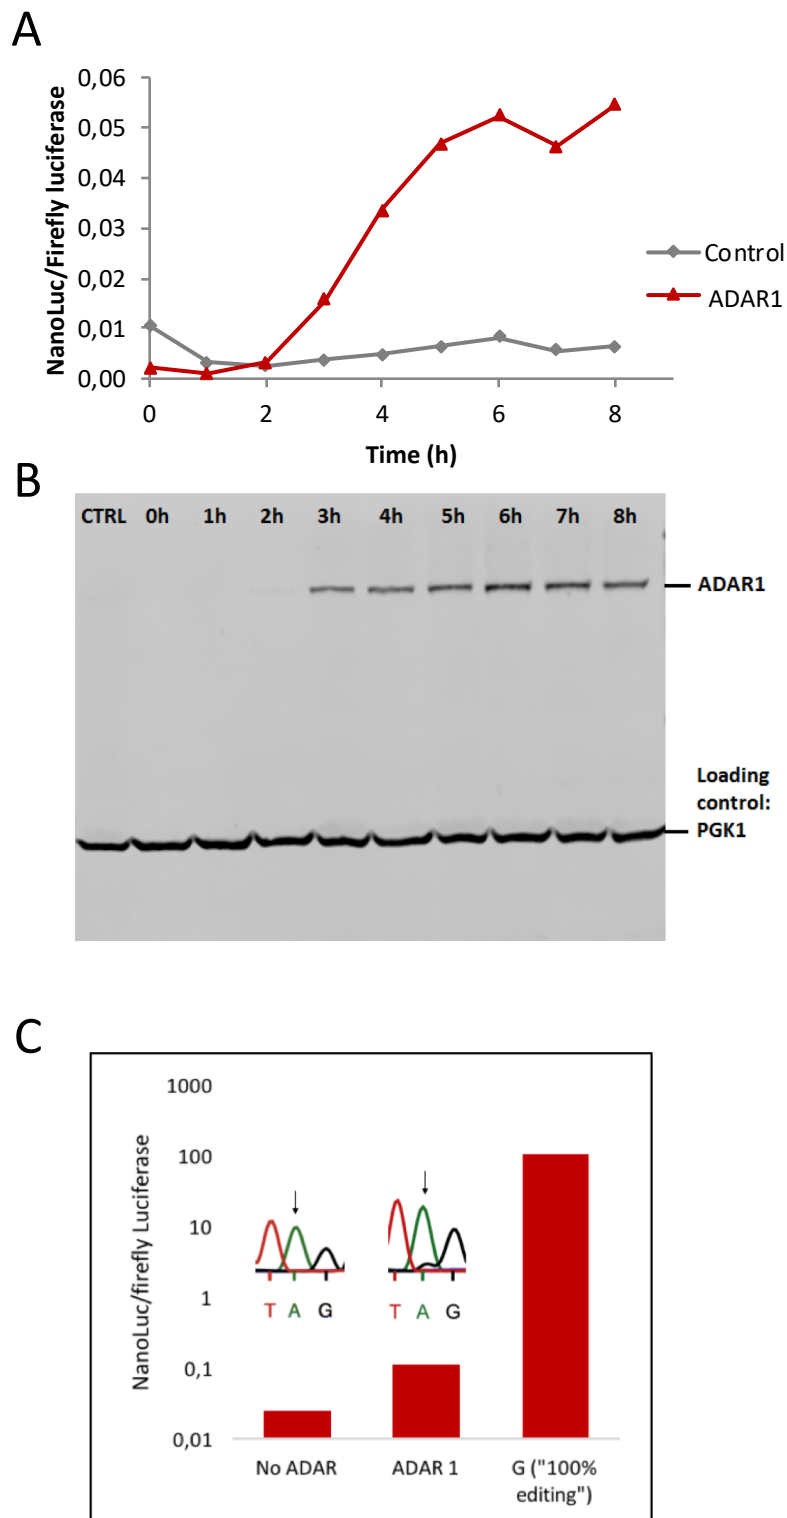 A
NanoLuc/Firefly luciferase
0,06
0,05
0,04
0,03
0,02
0,01
0,00
0 2 4 6 8
Time (h)
Control
ADAR1
B
CTRL 0h 1h 2h 3h 4h 5h 6h 7h 8h
ADAR1
Loading
control:
PGK1
C
NanoLuc/firefly Luciferase
1000
100
10
1
0,1
0,01
T A G
T A G
No ADAR
ADAR 1
G ("100%
editing")